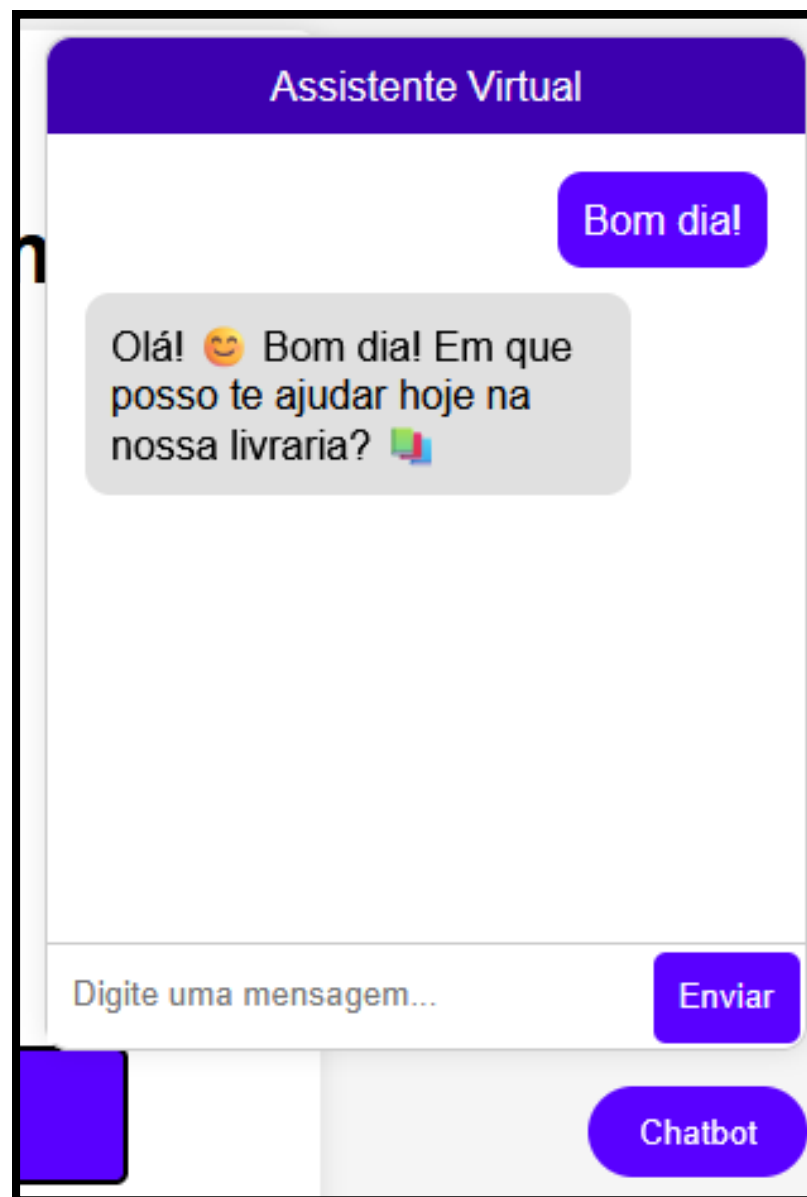 Assistente Virtual
Bom dia!
Olá! 😊 Bom dia! Em que
posso te ajudar hoje na
nossa livraria? 📚
Digite uma mensagem...
Enviar
Chatbot